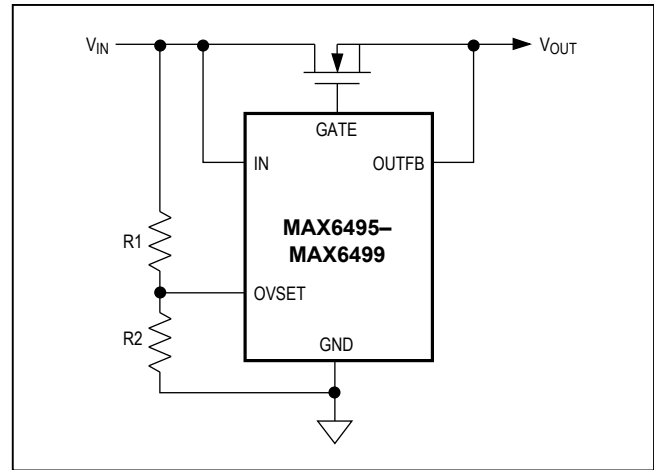 V_IN V_OUT
GATE
IN OUTFB
MAX6495–
MAX6499
R1
OVSET
R2
GND